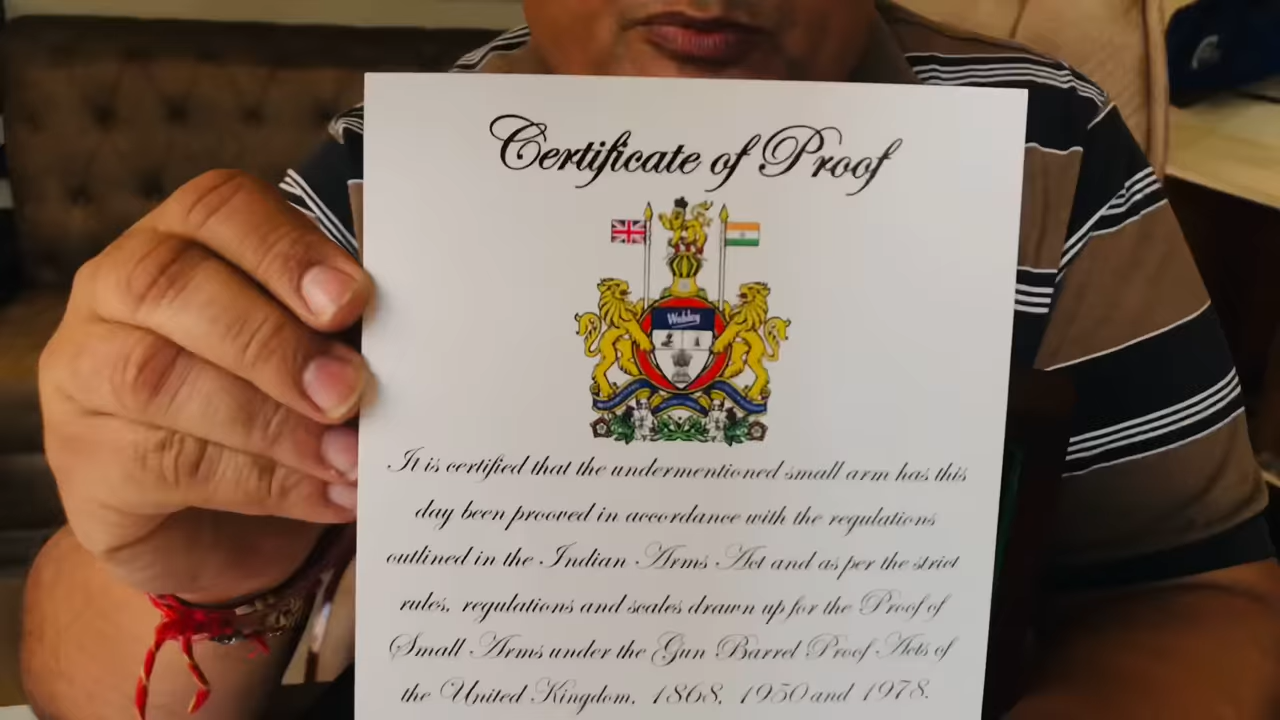 Certificate of Proof
Webley
It is certified that the undermentioned small arm has this
day been prooved in accordance with the regulations
outlined in the Indian Arms Act and as per the strict
rules, regulations and scales drawn up for the Proof of
Small Arms under the Gun Barrel Proof Acts of
the United Kingdom, 1868, 1950 and 1978.